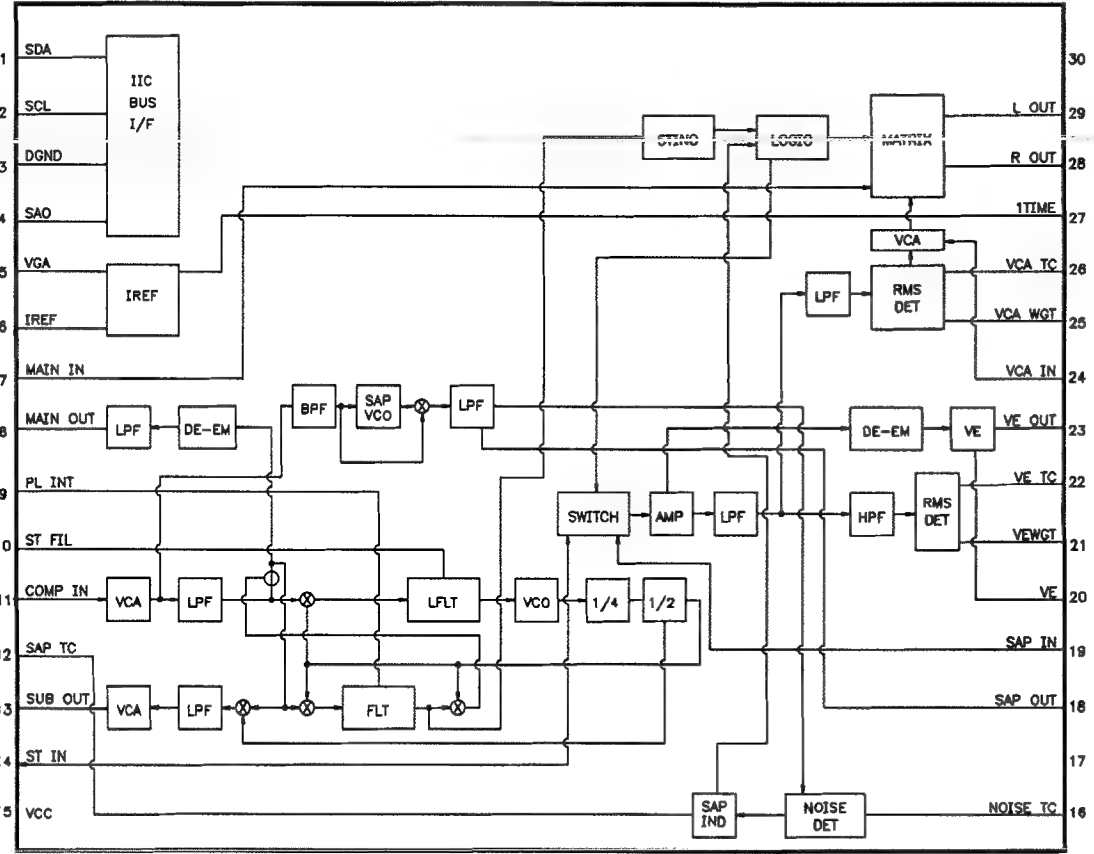 1 SDA
2 SCL
3 DGND
4 SAO
5 VGA
6 IREF
7 MAIN IN
8 MAIN OUT
9 PL INT
0 ST FIL
11 COMP IN
12 SAP TC
13 SUB OUT
14 ST IN
15 VCC
IIC
BUS
I/F
IREF
LPF
DE-EM
BPF
SAP
VCO
X
LPF
VCA
LPF
X
LFLT
VCO
1/4
1/2
VCA
LPF
X
X
FLT
X
STIND
LOGIC
MATRIX
VCA
LPF
RMS
DET
DE-EM
VE
SWITCH
AMP
LPF
HPF
RMS
DET
SAP
IND
NOISE
DET
30
L OUT 29
28
R OUT
1TIME
27
VCA TC
26
VCA WGT
25
VCA IN
24
VE OUT
23
VE TC
22
VEWGT
21
VE
20
SAP IN
19
SAP OUT
18
17
NOISE TC 16